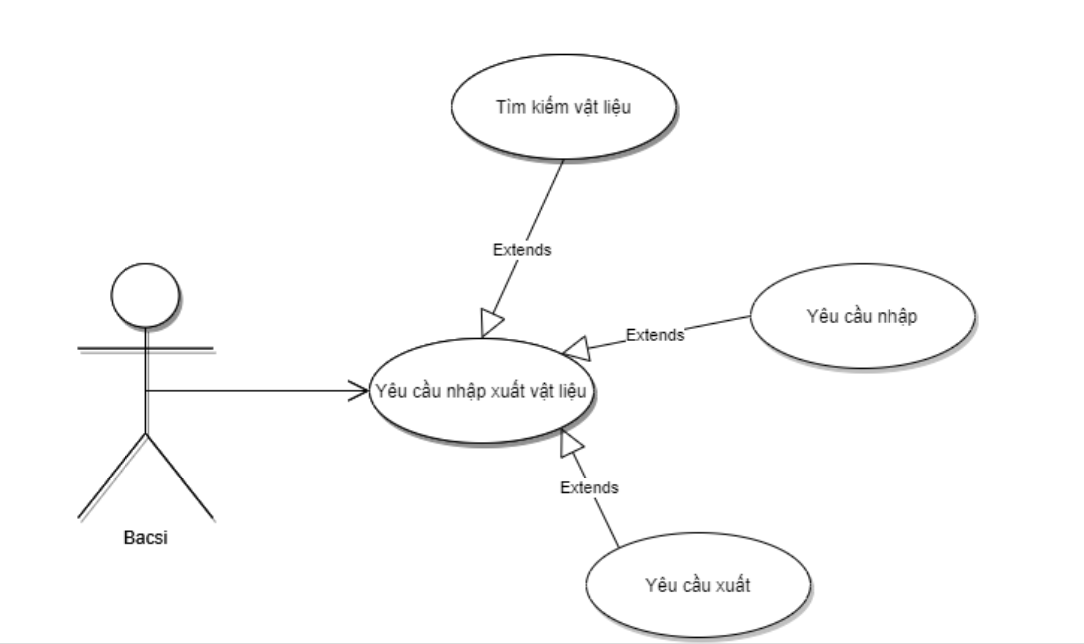 Tìm kiếm vật liệu
Extends
Yêu cầu nhập
Extends
Yêu cầu nhập xuất vật liệu
Extends
Bacsi
Yêu cầu xuất